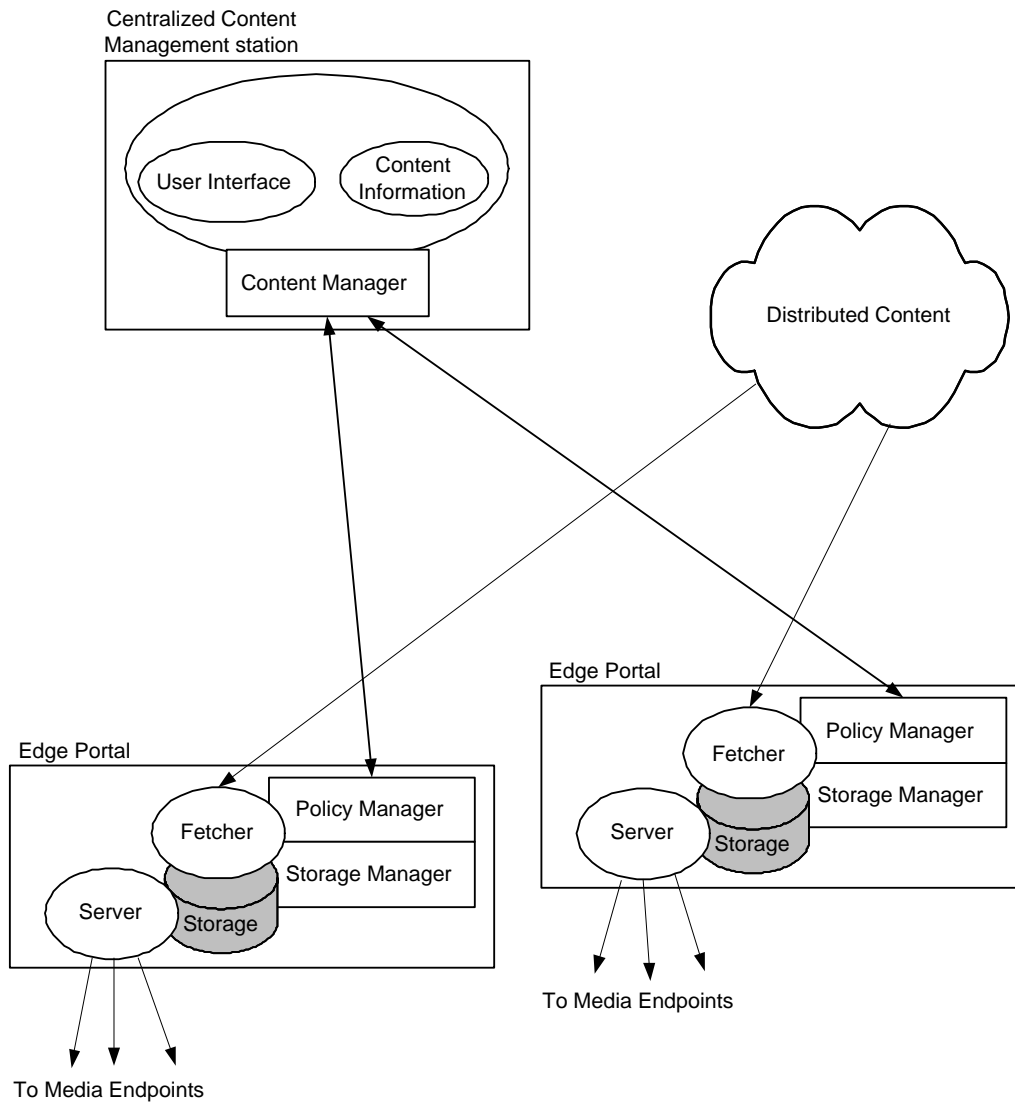 Centralized Content
Management station
User Interface
Content
Information
Content Manager
Distributed Content
Edge Portal
Policy Manager
Fetcher
Storage Manager
Server
Storage
To Media Endpoints
Edge Portal
Policy Manager
Fetcher
Storage Manager
Server
Storage
To Media Endpoints